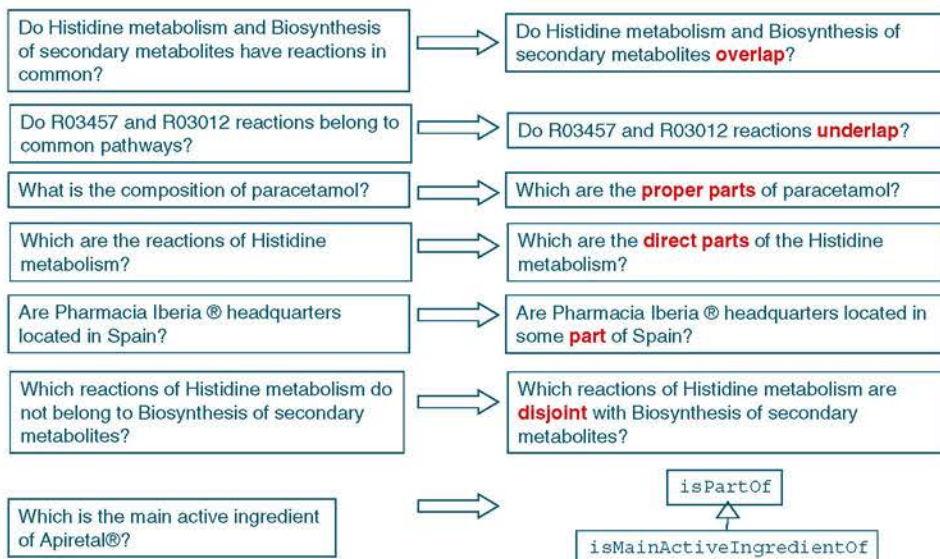 Do Histidine metabolism and Biosynthesis
of secondary metabolites have reactions in
common?
Do Histidine metabolism and Biosynthesis of
secondary metabolites overlap?
Do R03457 and R03012 reactions belong to
common pathways?
Do R03457 and R03012 reactions underlap?
What is the composition of paracetamol?
Which are the proper parts of paracetamol?
Which are the reactions of Histidine
metabolism?
Which are the direct parts of the Histidine
metabolism?
Are Pharmacia Iberia ® headquarters
located in Spain?
Are Pharmacia Iberia ® headquarters located in
some part of Spain?
Which reactions of Histidine metabolism do
not belong to Biosynthesis of secondary
metabolites?
Which reactions of Histidine metabolism are
disjoint with Biosynthesis of secondary
metabolites?
Which is the main active ingredient
of Apiretal®?
isPartOf
isMainActiveIngredientOf